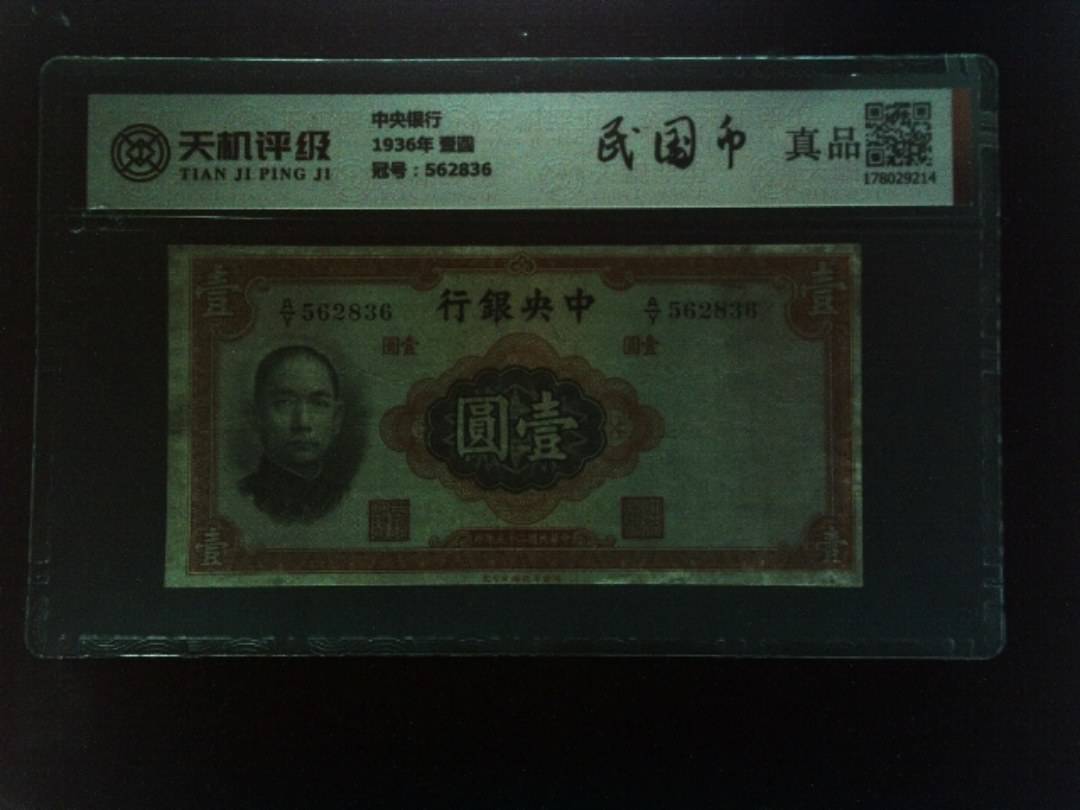 天机评级
TIAN JI PING JI
中央银行
1936年 壹圆
冠号：562836
民国币
真品
178029214
壹
壹
A/Y 562836
行銀央中
A/Y 562836
圓壹
圓壹
圓壹
壹
壹